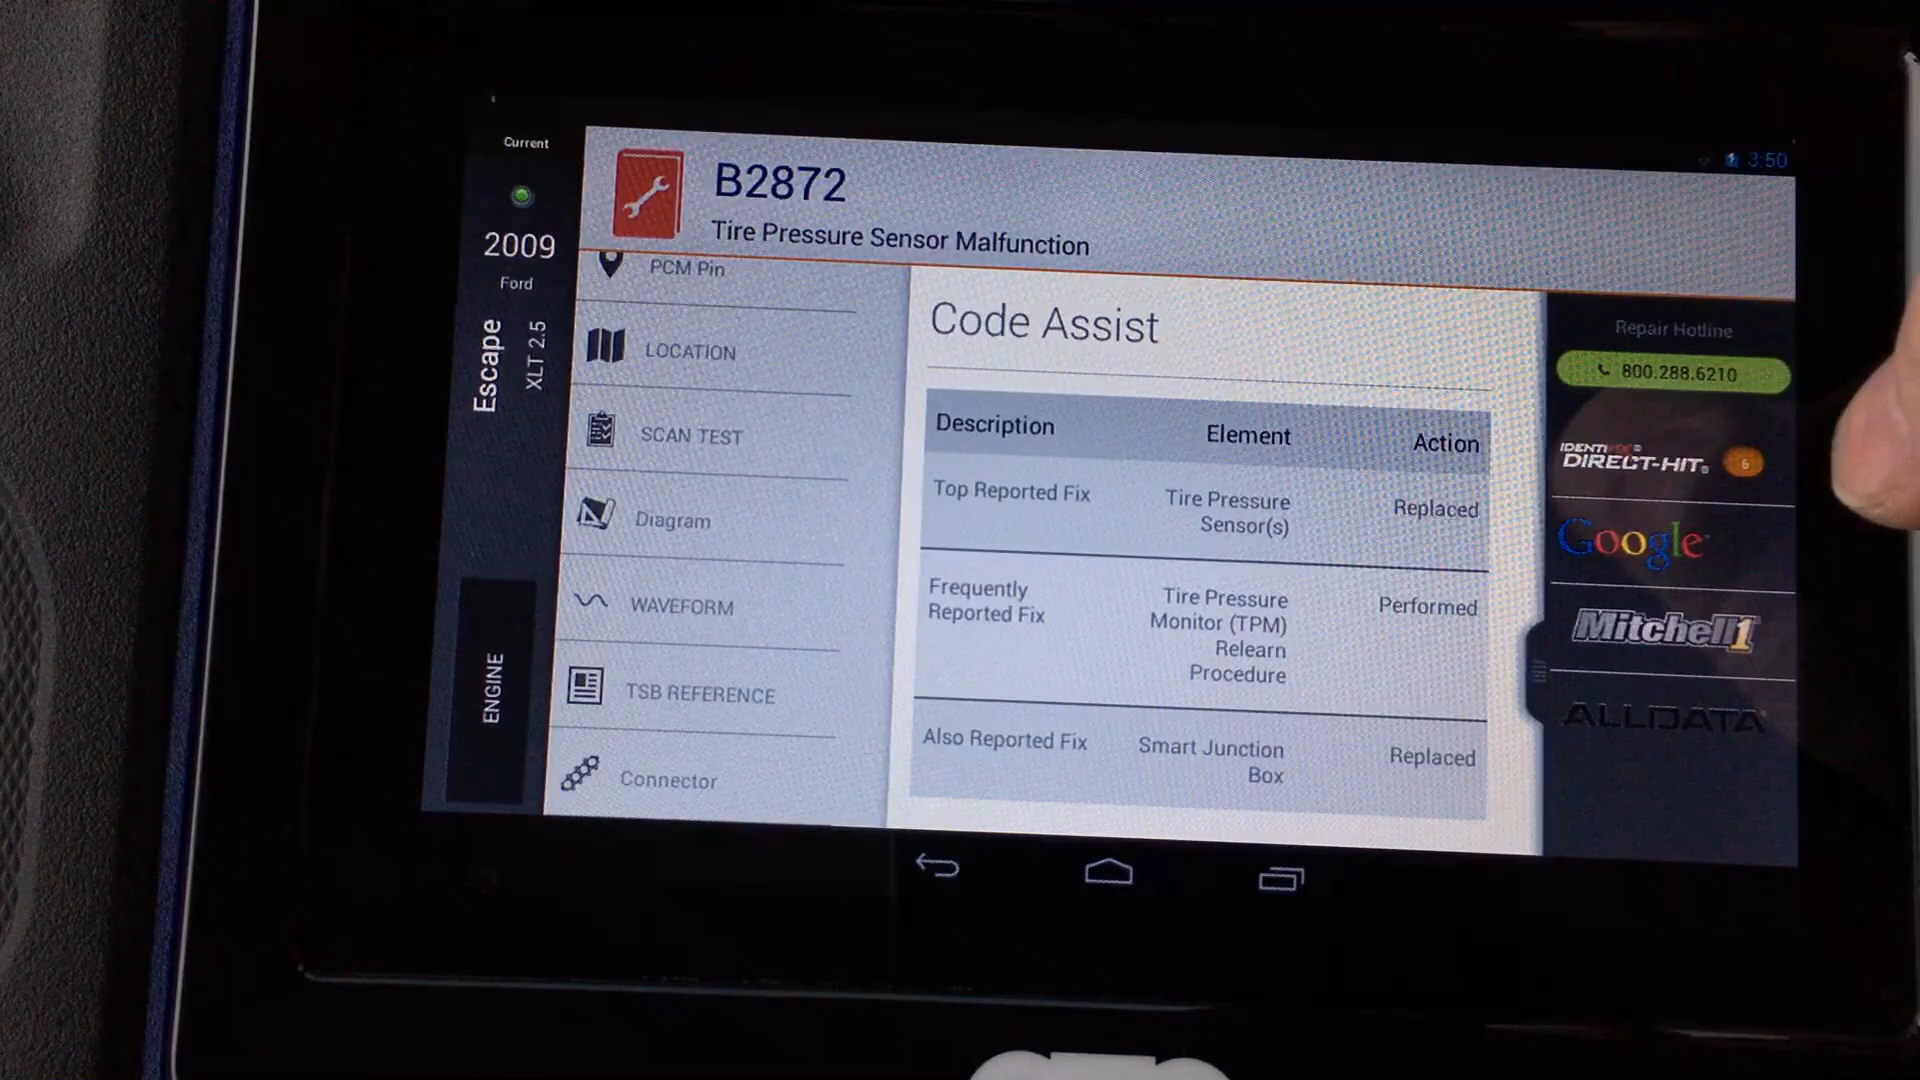 Current
3:50
2009
Ford
Escape
XLT 2.5
ENGINE
B2872
Tire Pressure Sensor Malfunction
PCM Pin
LOCATION
SCAN TEST
Diagram
WAVEFORM
TSB REFERENCE
Connector
Code Assist
Description Element Action
Top Reported Fix Tire Pressure Replaced
Sensor(s)
Frequently Tire Pressure Performed
Reported Fix Monitor (TPM)
Relearn
Procedure
Also Reported Fix Smart Junction Replaced
Box
Repair Hotline
800.288.6210
IDENTIFIX®
DIRECT-HIT® 6
Google
Mitchell1
ALLDATA